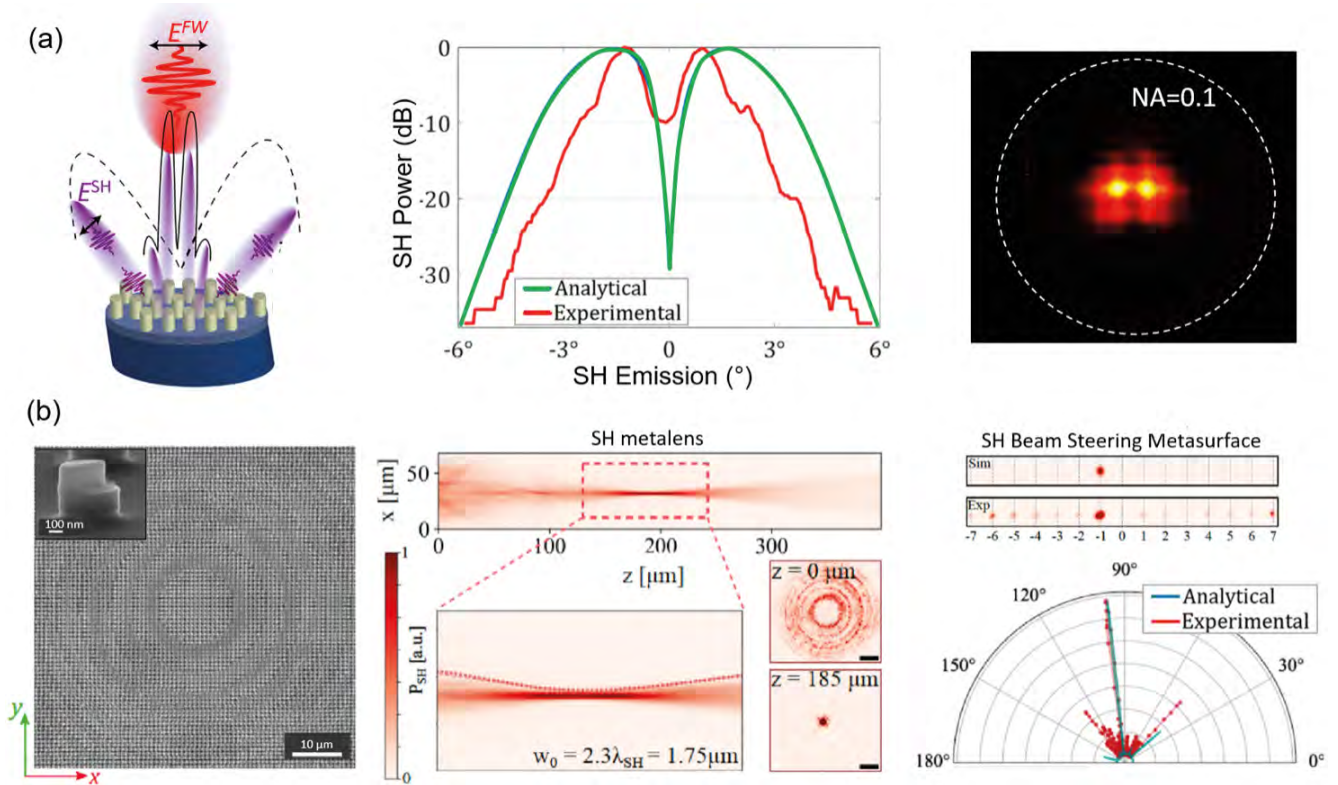 (a)
E^FW
E^SH
SH Power (dB)
0
-10
-20
-30
Analytical
Experimental
-6°
-3°
0
3°
6°
SH Emission (°)
NA=0.1
(b)
100 nm
10 μm
y
x
SH metalens
x [μm]
50
0
0
100
200
300
z [μm]
1
P_SH [a.u.]
0
w₀ = 2.3λ_SH = 1.75μm
z = 0 μm
z = 185 μm
SH Beam Steering Metasurface
Sim
Exp
-7 -6 -5 -4 -3 -2 -1 0 1 2 3 4 5 6 7
90°
120°
Analytical
Experimental
150°
30°
180°
0°